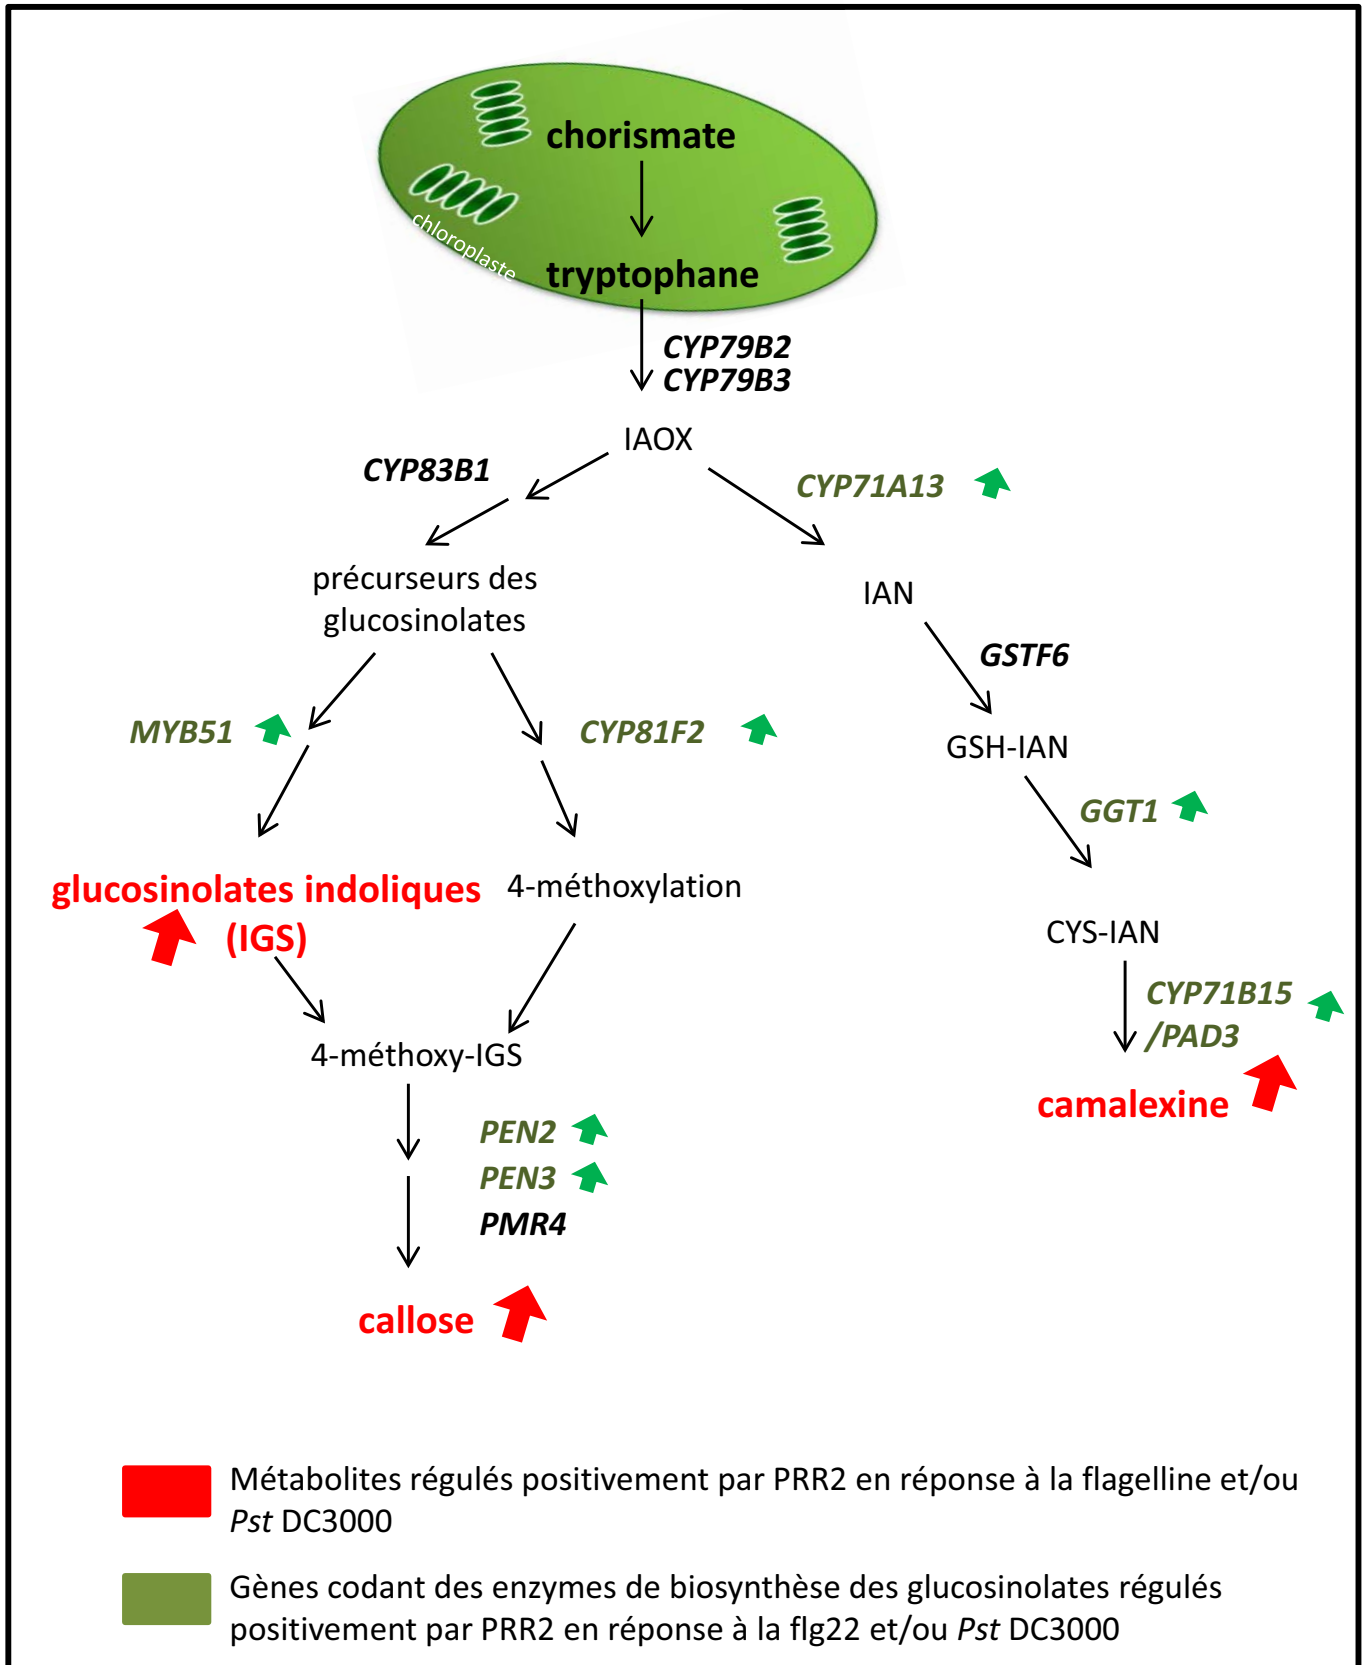 chorismate
chloroplaste
tryptophane
CYP79B2
CYP79B3
IAOX
CYP83B1
CYP71A13
précurseurs des
glucosinolates
IAN
GSTF6
MYB51
CYP81F2
GSH-IAN
GGT1
glucosinolates indoliques
(IGS)
4-méthoxylation
CYS-IAN
CYP71B15
/PAD3
4-méthoxy-IGS
camalexine
PEN2
PEN3
PMR4
callose
Métabolites régulés positivement par PRR2 en réponse à la flagelline et/ou
Pst DC3000
Gènes codant des enzymes de biosynthèse des glucosinolates régulés
positivement par PRR2 en réponse à la flg22 et/ou Pst DC3000